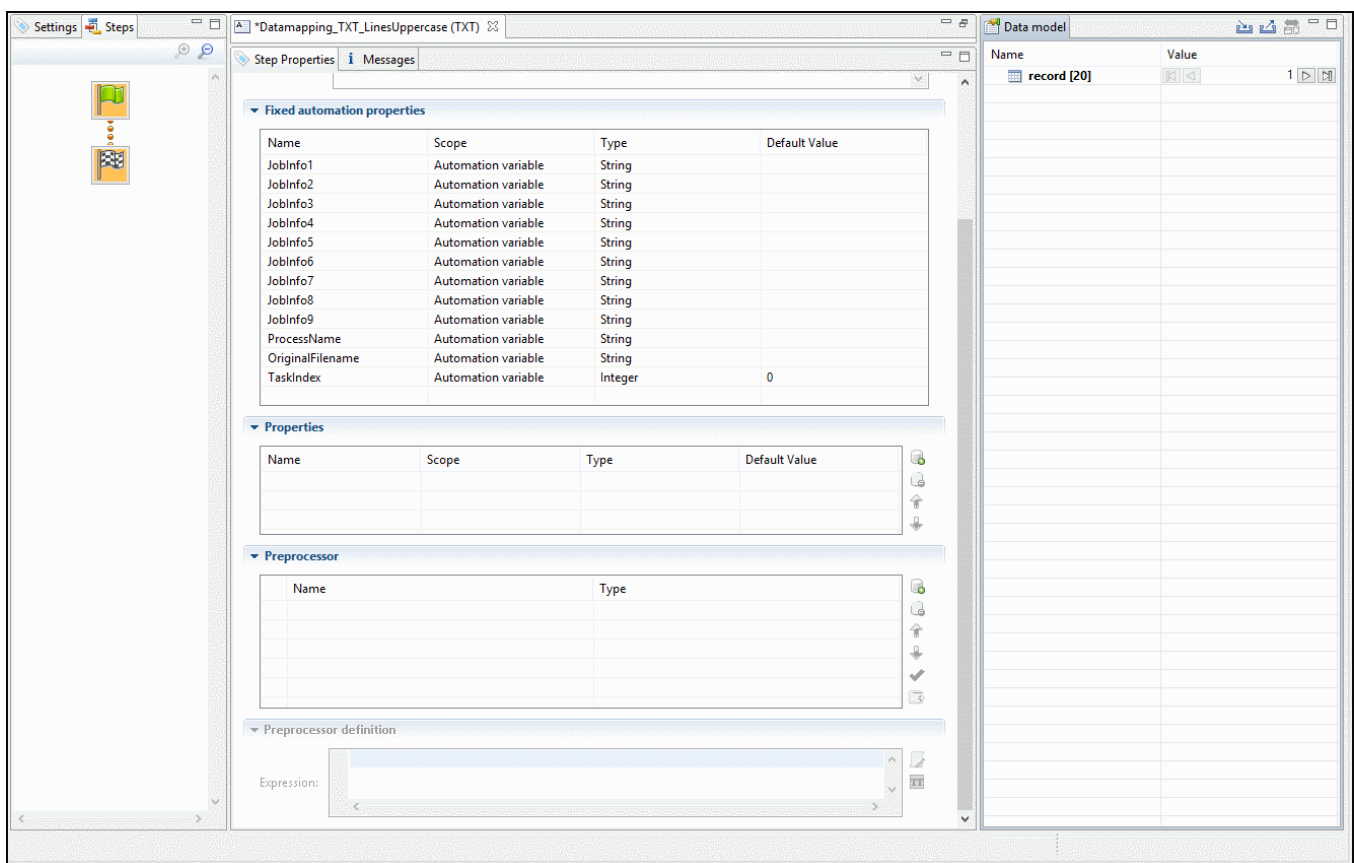 Settings Steps
*Datamapping_TXT_LinesUppercase (TXT)
Step Properties i Messages
Fixed automation properties
Name Scope Type Default Value
JobInfo1 Automation variable String
JobInfo2 Automation variable String
JobInfo3 Automation variable String
JobInfo4 Automation variable String
JobInfo5 Automation variable String
JobInfo6 Automation variable String
JobInfo7 Automation variable String
JobInfo8 Automation variable String
JobInfo9 Automation variable String
ProcessName Automation variable String
OriginalFilename Automation variable String
TaskIndex Automation variable Integer 0
Properties
Name Scope Type Default Value
Preprocessor
Name Type
Preprocessor definition
Expression:
Data model
Name Value
record [20] 1